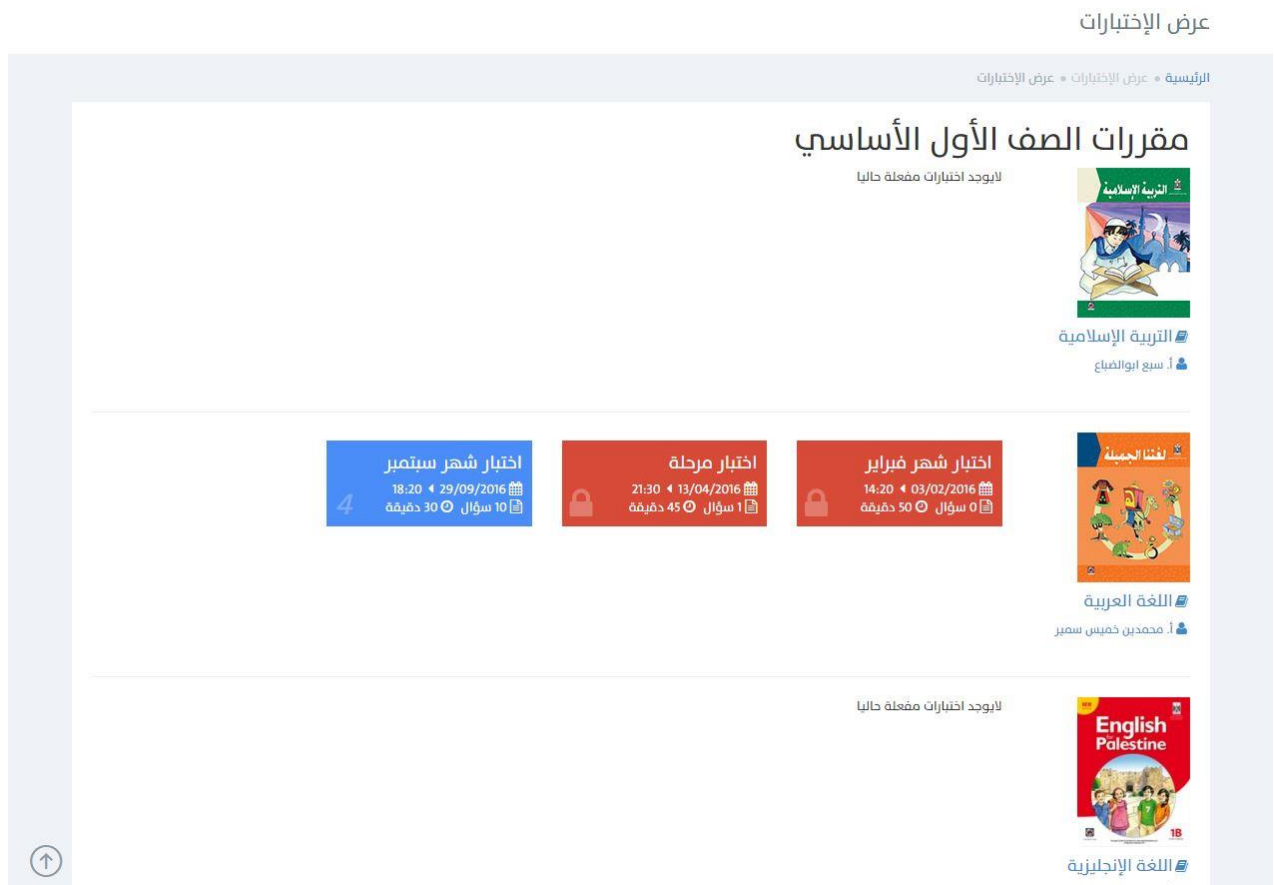 عرض الإختبارات
الرئيسية • عرض الإختبارات • عرض الإختبارات
مقررات الصف الأول الأساسي
التربية الإسلامية
لايوجد اختبارات مفعلة حاليا
التربية الإسلامية
أ. سبع ابوالضباع
لغتنا الجميلة
اختبار شهر فبراير
03/02/2016 14:20
0 سؤال 50 دقيقة
اختبار مرحلة
13/04/2016 21:30
1 سؤال 45 دقيقة
اختبار شهر سبتمبر
29/09/2016 18:20
10 سؤال 30 دقيقة
4
اللغة العربية
أ. محمدين خميس سمير
لايوجد اختبارات مفعلة حاليا
English
for
Palestine
1B
اللغة الإنجليزية